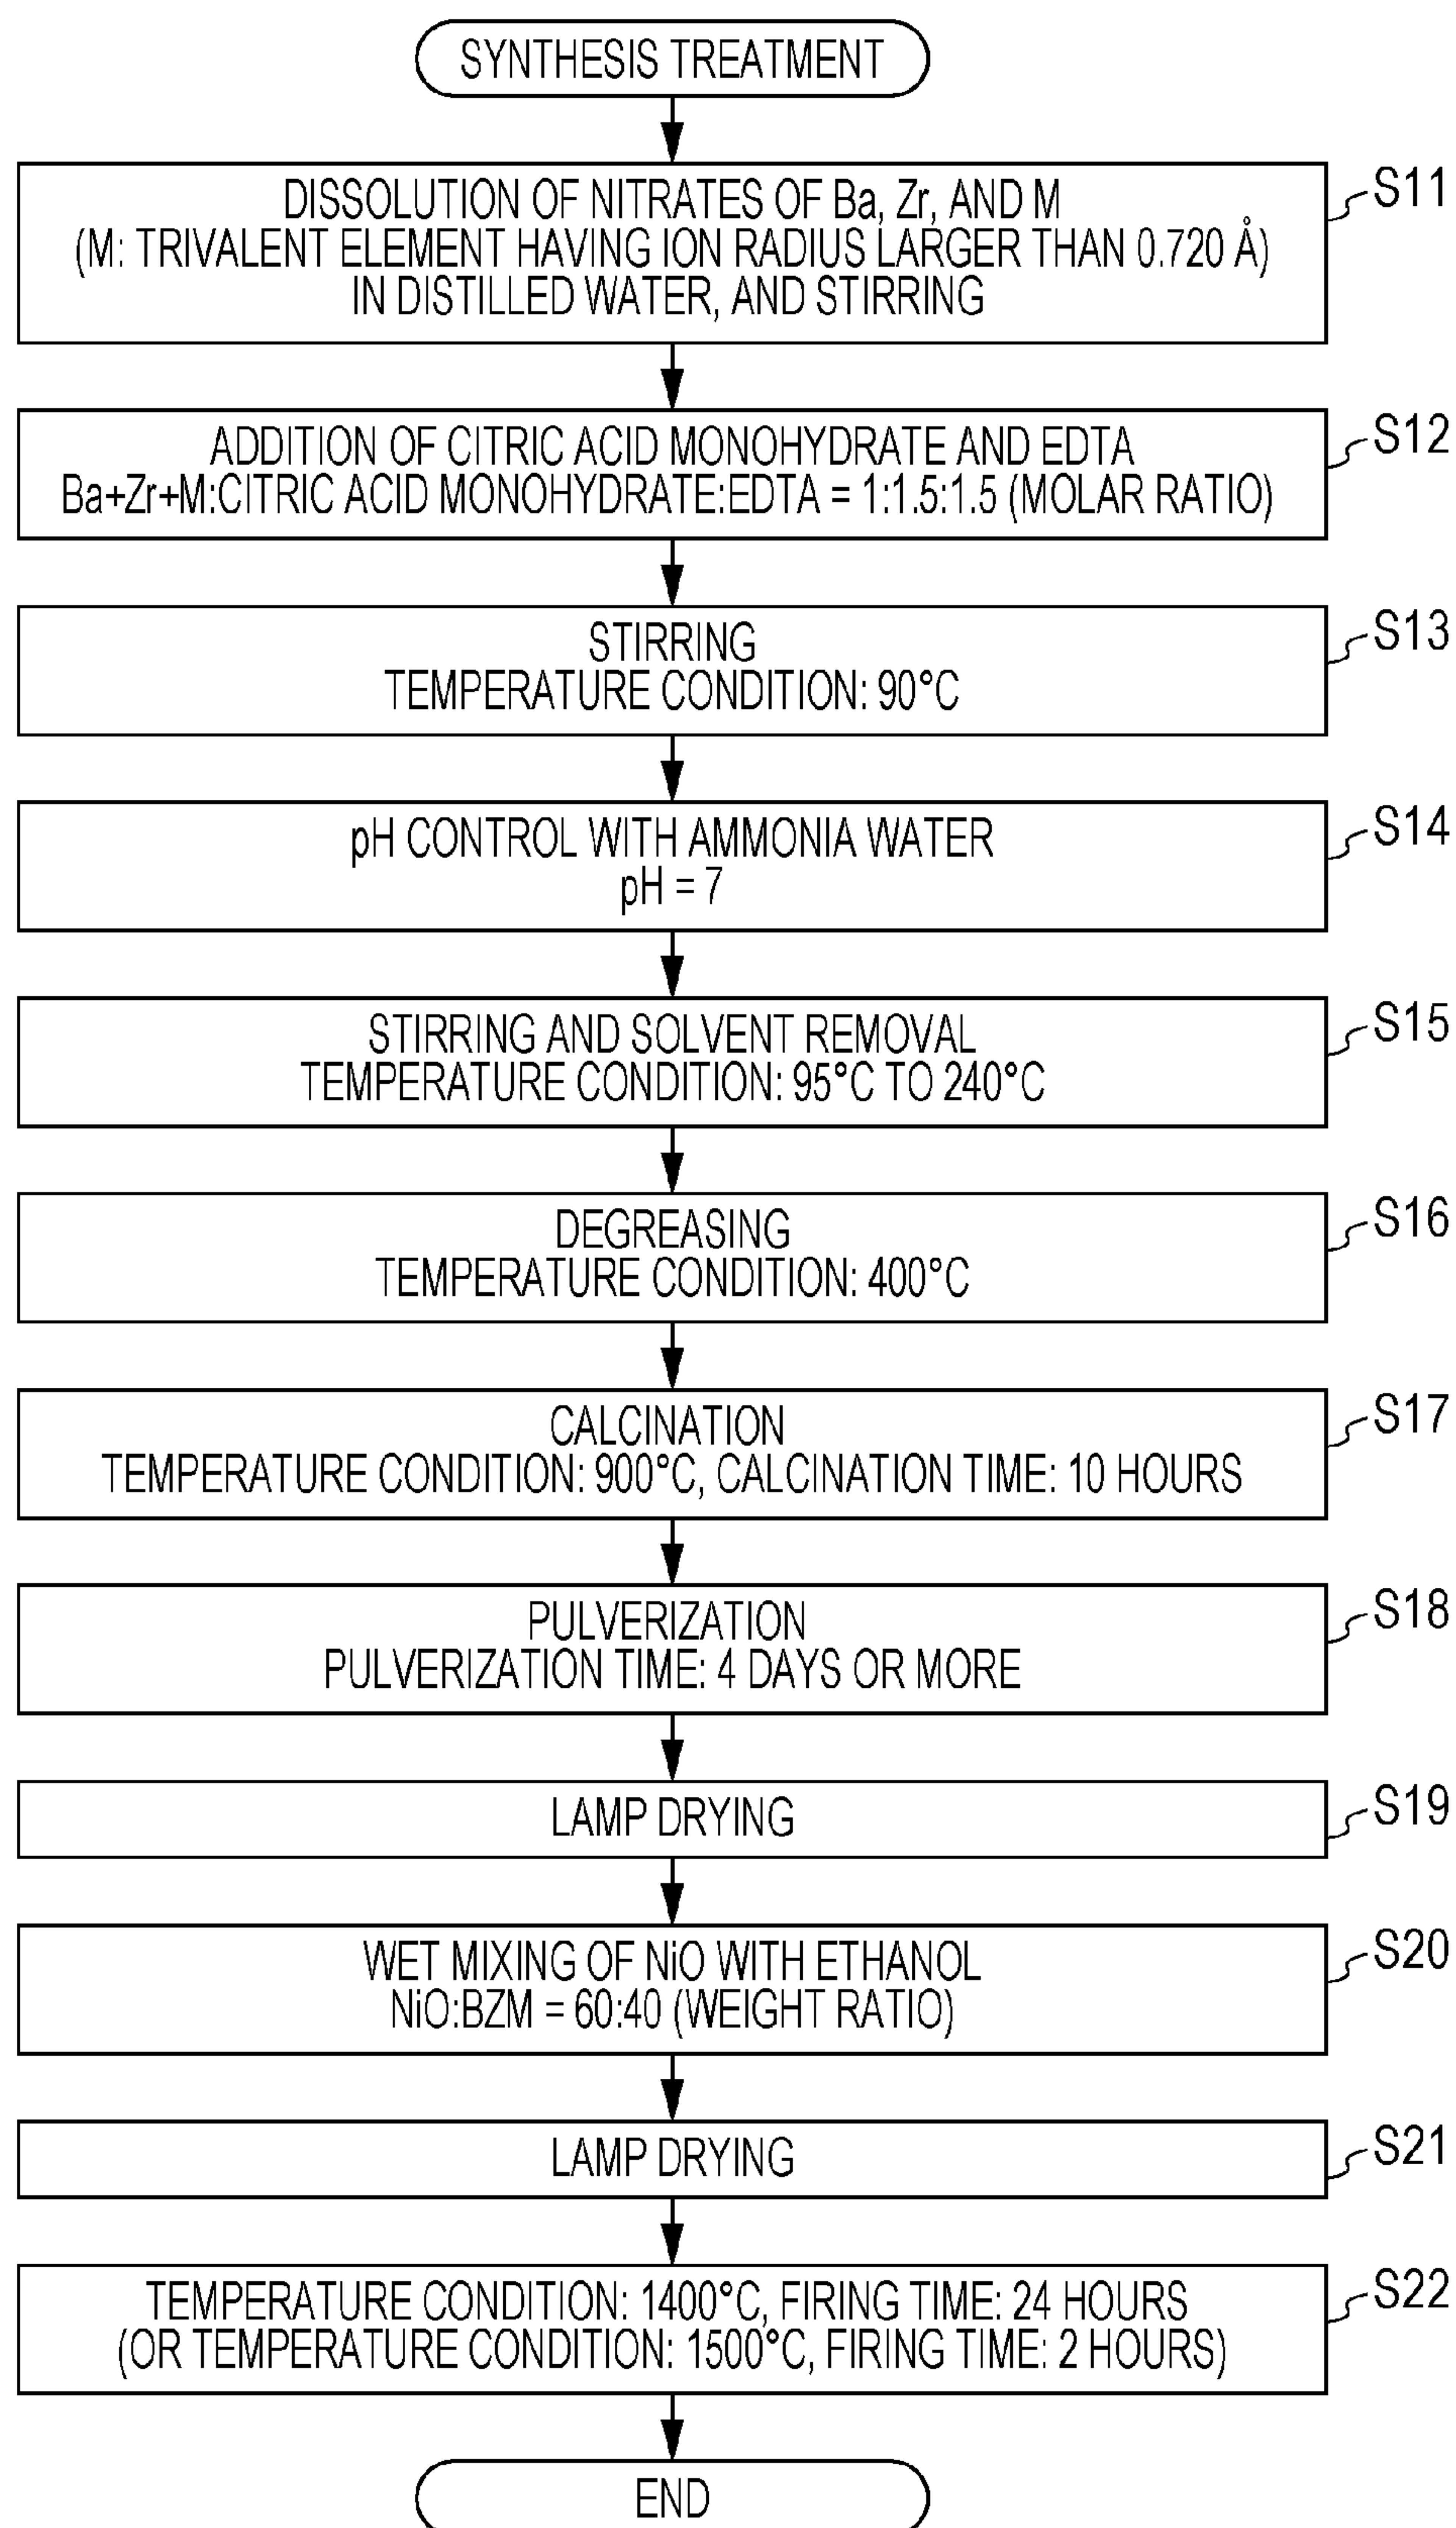 SYNTHESIS TREATMENT
DISSOLUTION OF NITRATES OF Ba, Zr, AND M
(M: TRIVALENT ELEMENT HAVING ION RADIUS LARGER THAN 0.720 Å)
IN DISTILLED WATER, AND STIRRING
S11
ADDITION OF CITRIC ACID MONOHYDRATE AND EDTA
Ba+Zr+M:CITRIC ACID MONOHYDRATE:EDTA = 1:1.5:1.5 (MOLAR RATIO)
S12
STIRRING
TEMPERATURE CONDITION: 90°C
S13
pH CONTROL WITH AMMONIA WATER
pH = 7
S14
STIRRING AND SOLVENT REMOVAL
TEMPERATURE CONDITION: 95°C TO 240°C
S15
DEGREASING
TEMPERATURE CONDITION: 400°C
S16
CALCINATION
TEMPERATURE CONDITION: 900°C, CALCINATION TIME: 10 HOURS
S17
PULVERIZATION
PULVERIZATION TIME: 4 DAYS OR MORE
S18
LAMP DRYING
S19
WET MIXING OF NiO WITH ETHANOL
NiO:BZM = 60:40 (WEIGHT RATIO)
S20
LAMP DRYING
S21
TEMPERATURE CONDITION: 1400°C, FIRING TIME: 24 HOURS
(OR TEMPERATURE CONDITION: 1500°C, FIRING TIME: 2 HOURS)
S22
END